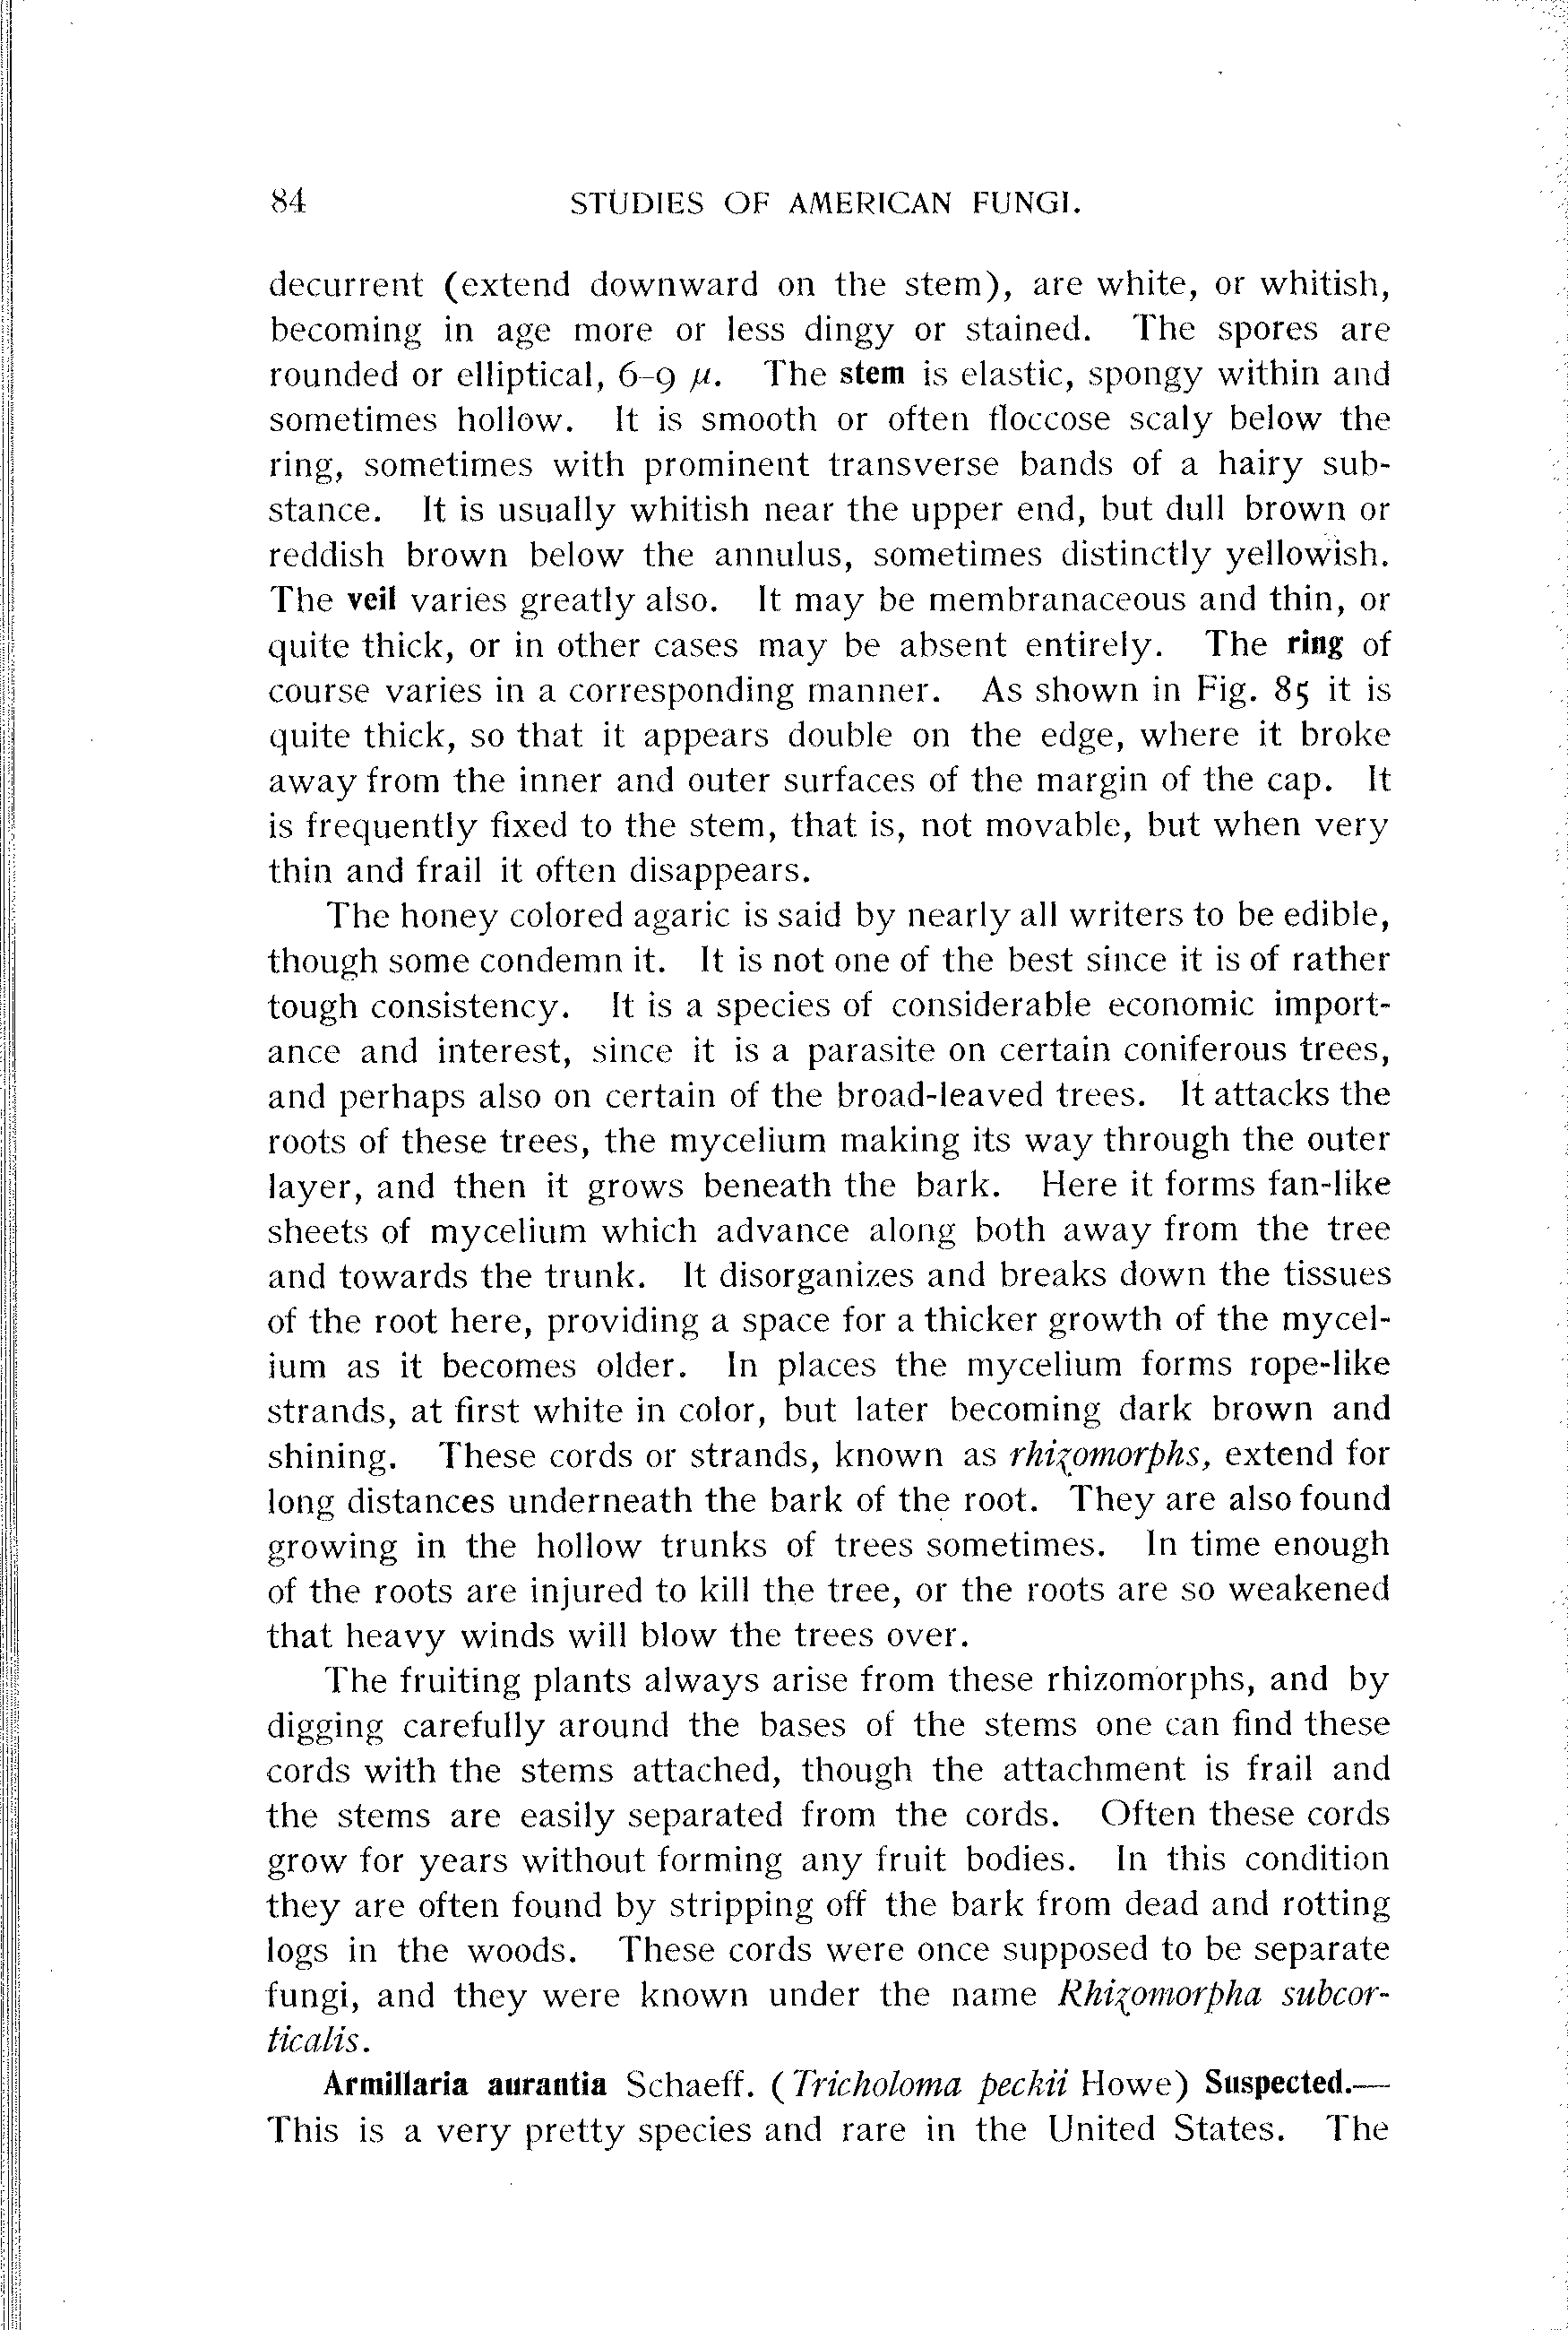 84 STUDIES OF AMERICAN FUNGI.
decurrent (extend downward on the stem), are white, or whitish,
becoming in age more or less dingy or stained. The spores are
rounded or elliptical, 6–9 μ. The stem is elastic, spongy within and
sometimes hollow. It is smooth or often floccose scaly below the
ring, sometimes with prominent transverse bands of a hairy sub-
stance. It is usually whitish near the upper end, but dull brown or
reddish brown below the annulus, sometimes distinctly yellowish.
The veil varies greatly also. It may be membranaceous and thin, or
quite thick, or in other cases may be absent entirely. The ring of
course varies in a corresponding manner. As shown in Fig. 85 it is
quite thick, so that it appears double on the edge, where it broke
away from the inner and outer surfaces of the margin of the cap. It
is frequently fixed to the stem, that is, not movable, but when very
thin and frail it often disappears.
The honey colored agaric is said by nearly all writers to be edible,
though some condemn it. It is not one of the best since it is of rather
tough consistency. It is a species of considerable economic import-
ance and interest, since it is a parasite on certain coniferous trees,
and perhaps also on certain of the broad-leaved trees. It attacks the
roots of these trees, the mycelium making its way through the outer
layer, and then it grows beneath the bark. Here it forms fan-like
sheets of mycelium which advance along both away from the tree
and towards the trunk. It disorganizes and breaks down the tissues
of the root here, providing a space for a thicker growth of the mycel-
ium as it becomes older. In places the mycelium forms rope-like
strands, at first white in color, but later becoming dark brown and
shining. These cords or strands, known as rhizomorphs, extend for
long distances underneath the bark of the root. They are also found
growing in the hollow trunks of trees sometimes. In time enough
of the roots are injured to kill the tree, or the roots are so weakened
that heavy winds will blow the trees over.
The fruiting plants always arise from these rhizomorphs, and by
digging carefully around the bases of the stems one can find these
cords with the stems attached, though the attachment is frail and
the stems are easily separated from the cords. Often these cords
grow for years without forming any fruit bodies. In this condition
they are often found by stripping off the bark from dead and rotting
logs in the woods. These cords were once supposed to be separate
fungi, and they were known under the name Rhizomorpha subcor-
ticalis.
Armillaria aurantia Schaeff. (Tricholoma peckii Howe) Suspected.—
This is a very pretty species and rare in the United States. The